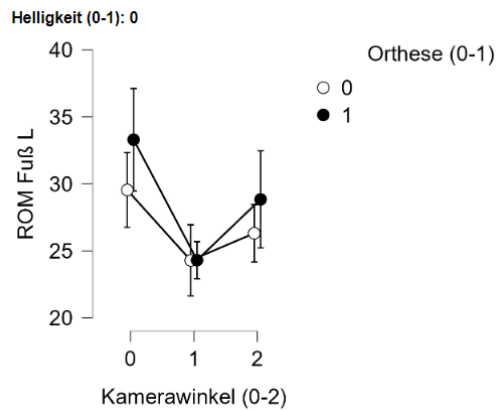 Helligkeit (0-1): 0
Orthese (0-1)
0
1
ROM Fuß L
40
35
30
25
20
0 1 2
Kamerawinkel (0-2)